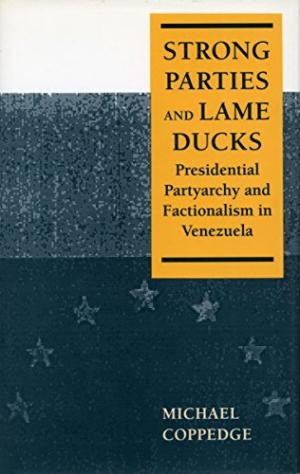 STRONG
PARTIES
AND LAME
DUCKS
Presidential
Partyarchy and
Factionalism in
Venezuela
MICHAEL
COPPEDGE